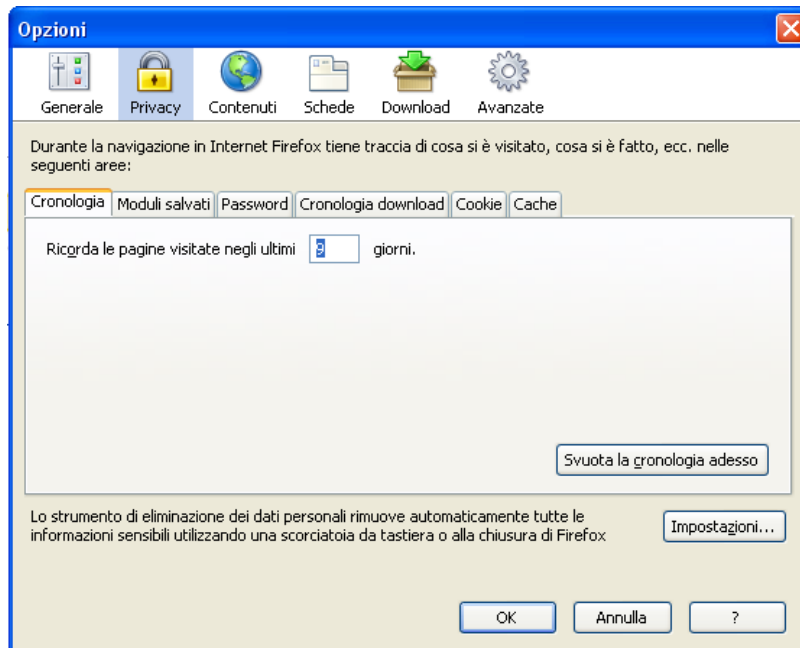 Opzioni
Generale Privacy Contenuti Schede Download Avanzate
Durante la navigazione in Internet Firefox tiene traccia di cosa si è visitato, cosa si è fatto, ecc. nelle
seguenti aree:
Cronologia Moduli salvati Password Cronologia download Cookie Cache
Ricorda le pagine visitate negli ultimi 9 giorni.
Svuota la cronologia adesso
Lo strumento di eliminazione dei dati personali rimuove automaticamente tutte le
informazioni sensibili utilizzando una scorciatoia da tastiera o alla chiusura di Firefox
Impostazioni...
OK Annulla ?